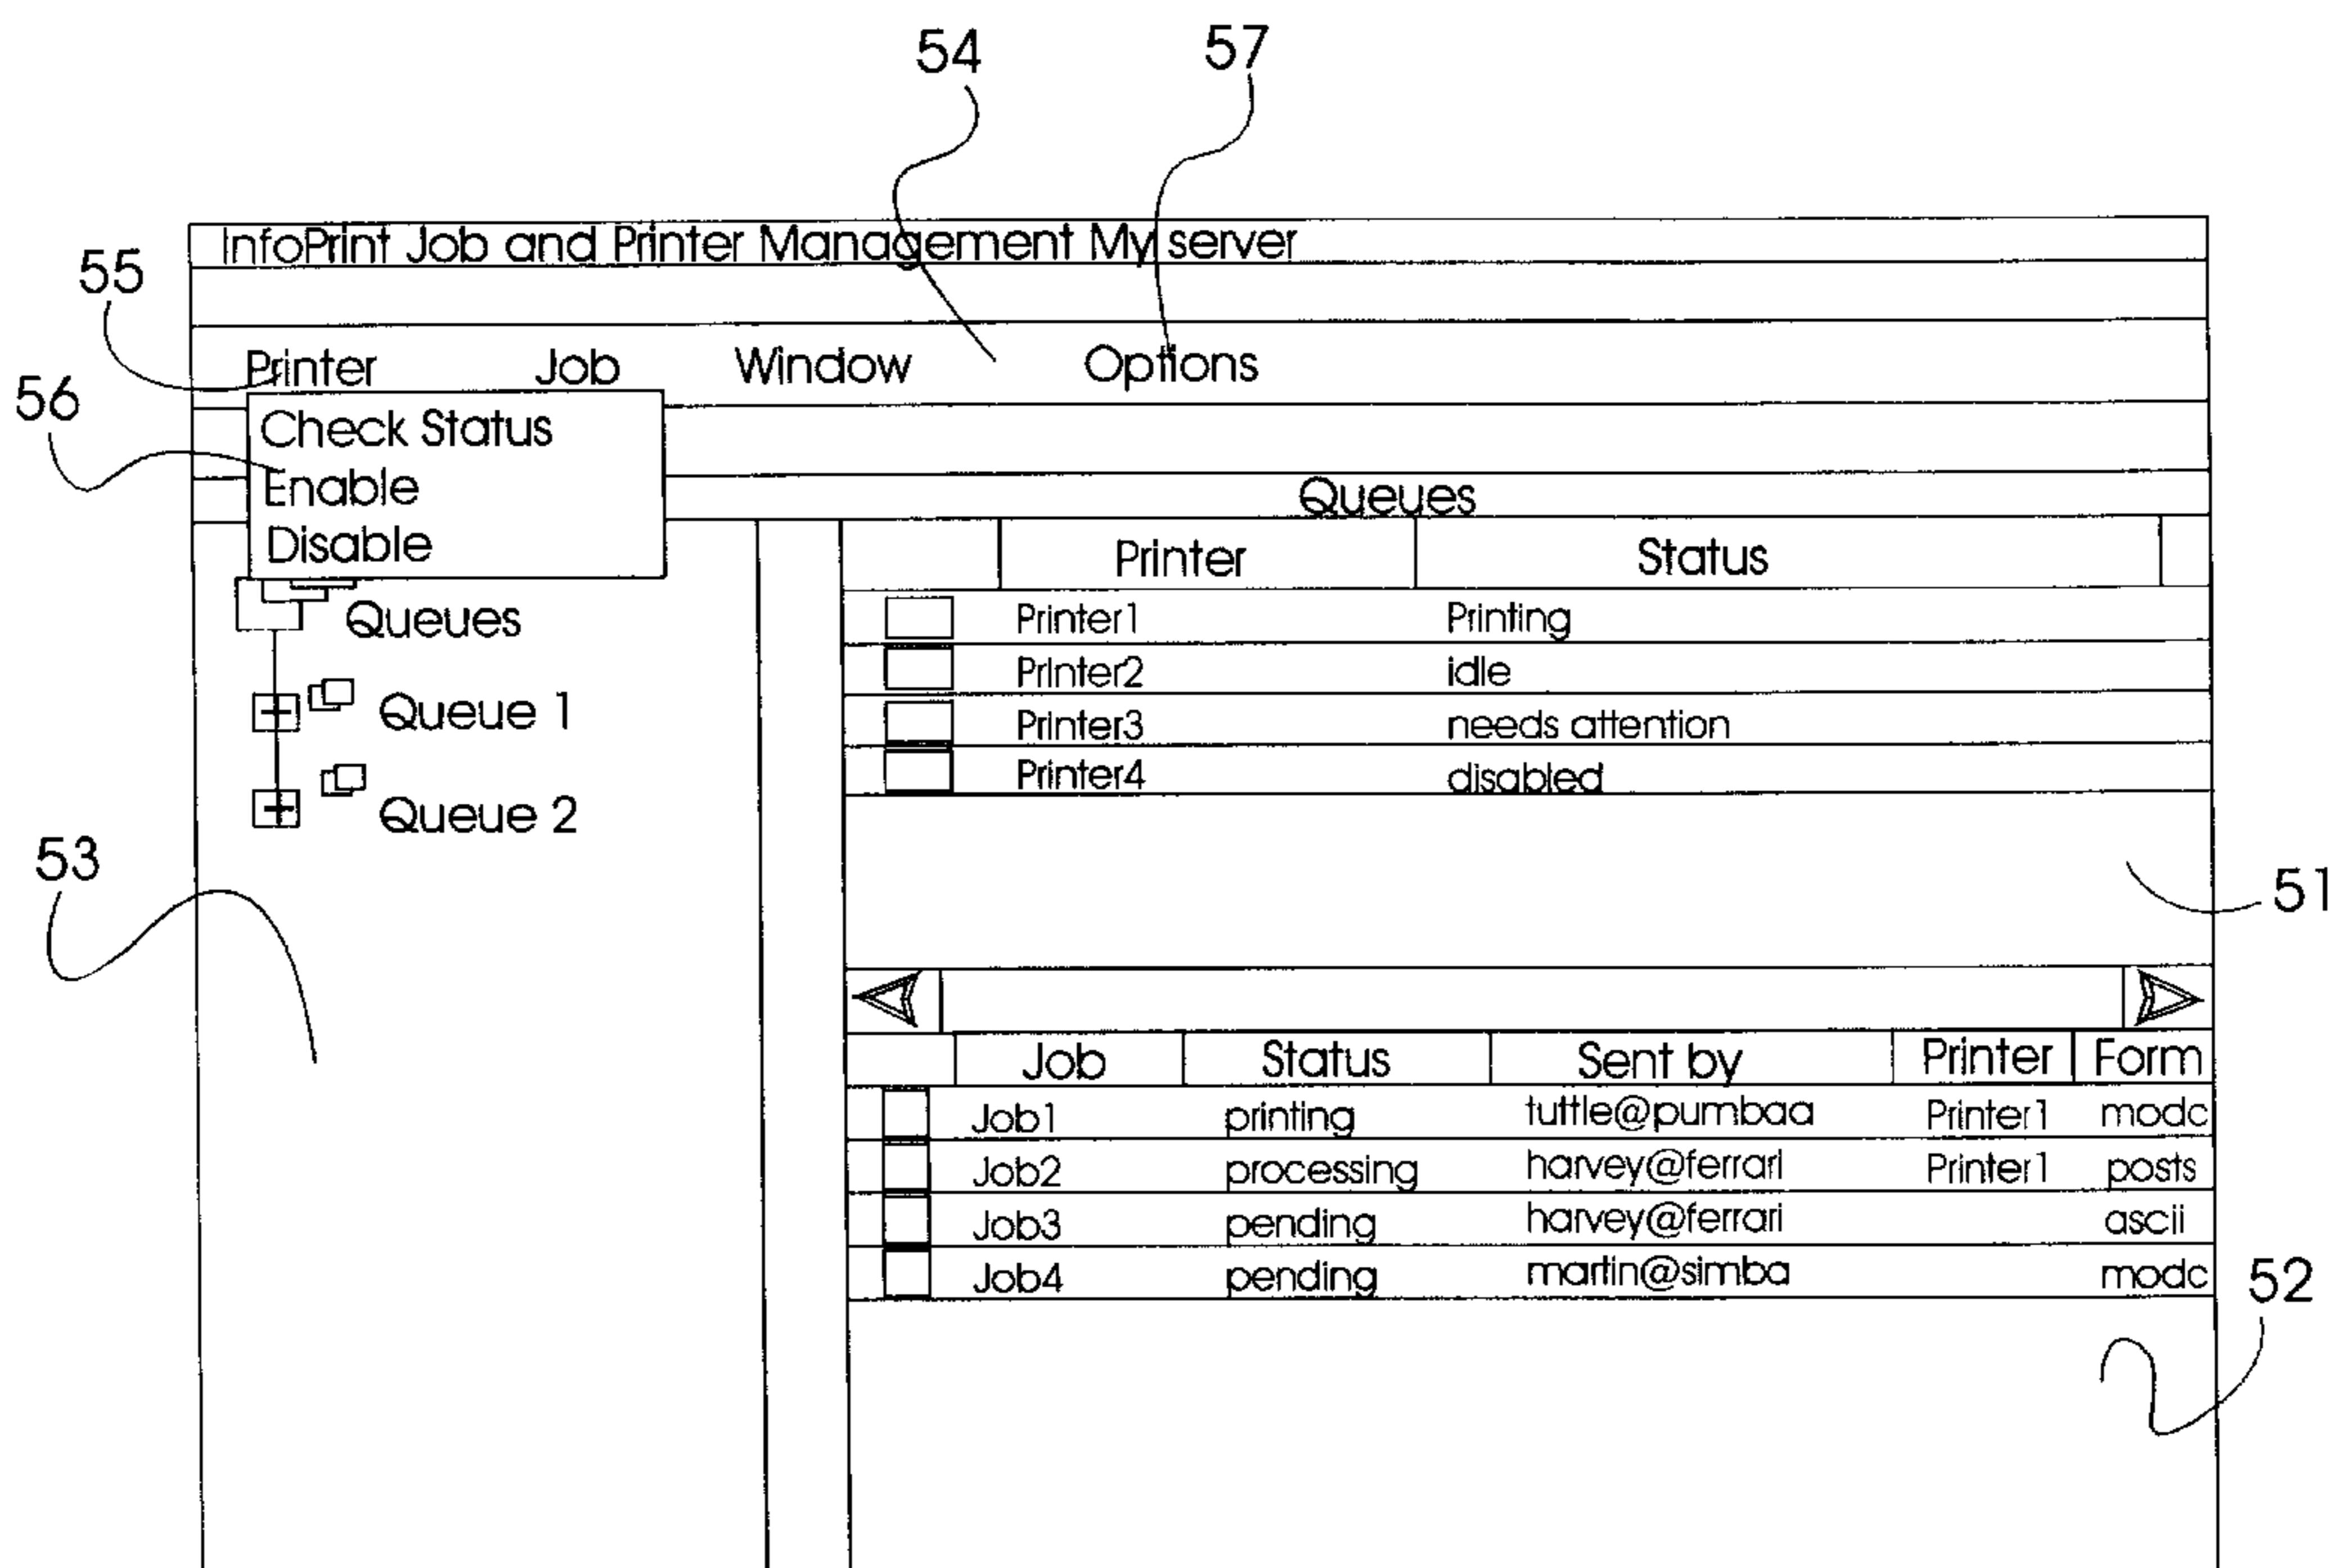 54 57
InfoPrint Job and Printer Management My server
55
Printer Job Window Options
56
Check Status
Enable
Disable
Queues
Queue 1
Queue 2
53
Queues
Printer Status
Printer1 Printing
Printer2 idle
Printer3 needs attention
Printer4 disabled
51
Job Status Sent by Printer Form
Job1 printing tuttle@pumbaa Printer1 modc
Job2 processing harvey@ferrari Printer1 posts
Job3 pending harvey@ferrari ascii
Job4 pending martin@simba modc
52